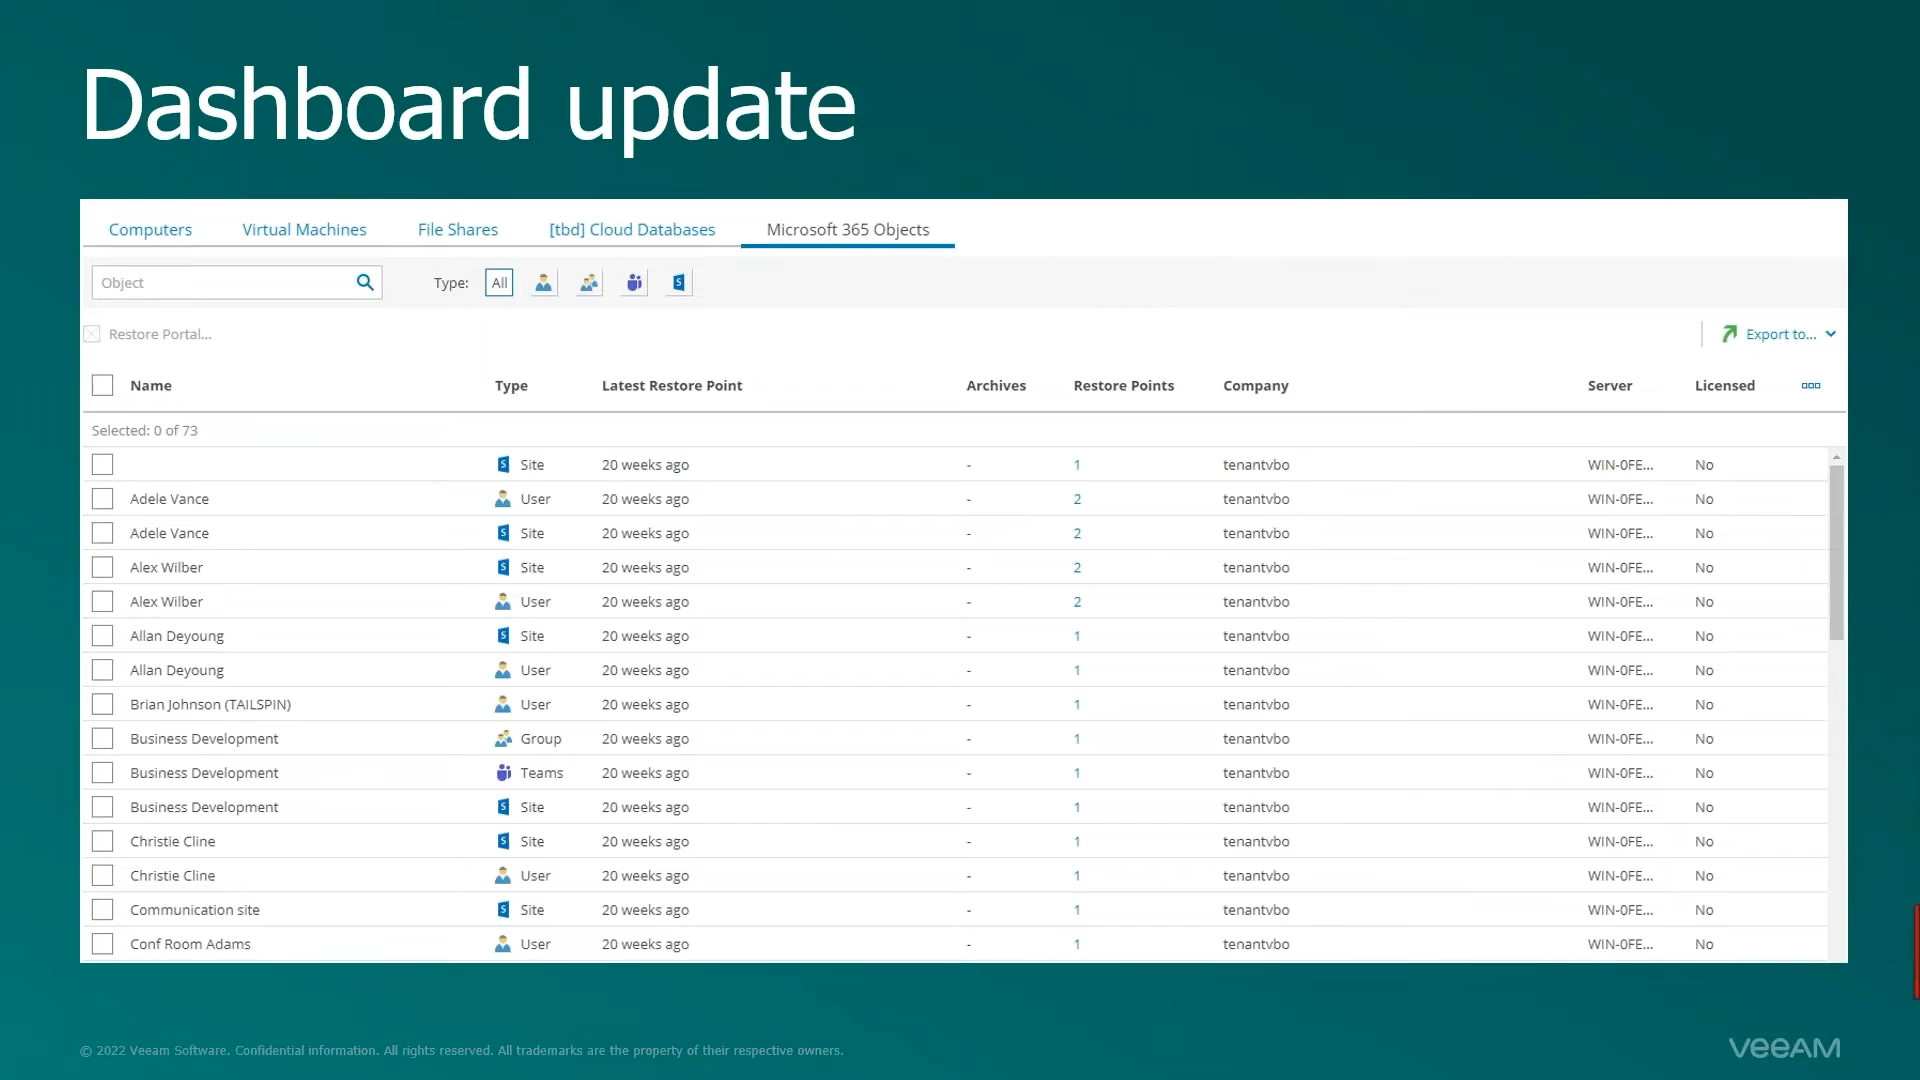 Dashboard update
Computers Virtual Machines File Shares [tbd] Cloud Databases Microsoft 365 Objects
Object Type: All
Restore Portal... Export to...
Name Type Latest Restore Point Archives Restore Points Company Server Licensed
Selected: 0 of 73
Site 20 weeks ago - 1 tenantvbo WIN-0FE... No
Adele Vance User 20 weeks ago - 2 tenantvbo WIN-0FE... No
Adele Vance Site 20 weeks ago - 2 tenantvbo WIN-0FE... No
Alex Wilber Site 20 weeks ago - 2 tenantvbo WIN-0FE... No
Alex Wilber User 20 weeks ago - 2 tenantvbo WIN-0FE... No
Allan Deyoung Site 20 weeks ago - 1 tenantvbo WIN-0FE... No
Allan Deyoung User 20 weeks ago - 1 tenantvbo WIN-0FE... No
Brian Johnson (TAILSPIN) User 20 weeks ago - 1 tenantvbo WIN-0FE... No
Business Development Group 20 weeks ago - 1 tenantvbo WIN-0FE... No
Business Development Teams 20 weeks ago - 1 tenantvbo WIN-0FE... No
Business Development Site 20 weeks ago - 1 tenantvbo WIN-0FE... No
Christie Cline Site 20 weeks ago - 1 tenantvbo WIN-0FE... No
Christie Cline User 20 weeks ago - 1 tenantvbo WIN-0FE... No
Communication site Site 20 weeks ago - 1 tenantvbo WIN-0FE... No
Conf Room Adams User 20 weeks ago - 1 tenantvbo WIN-0FE... No
© 2022 Veeam Software. Confidential information. All rights reserved. All trademarks are the property of their respective owners.
veeAM